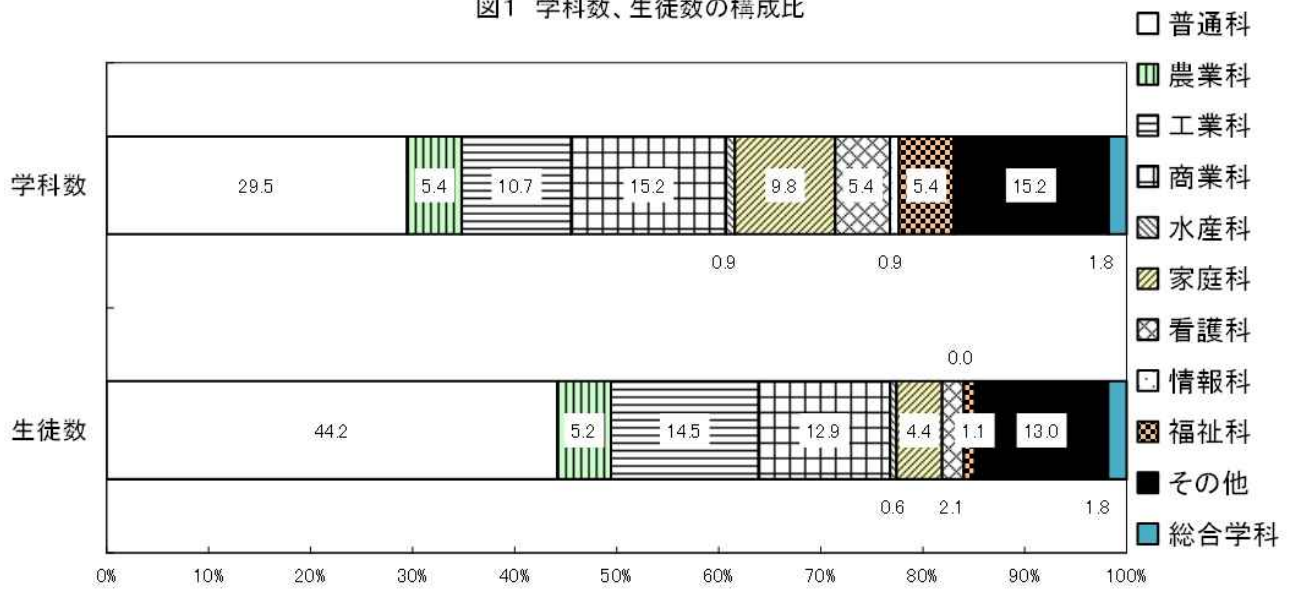 図1 学科数、生徒数の構成比
学科数
29.5
5.4
10.7
15.2
9.8
5.4
5.4
15.2
0.9
0.9
1.8
0.0
生徒数
44.2
5.2
14.5
12.9
4.4
1.1
13.0
0.6
2.1
1.8
0%
10%
20%
30%
40%
50%
60%
70%
80%
90%
100%
普通科
農業科
工業科
商業科
水産科
家庭科
看護科
情報科
福祉科
その他
総合学科